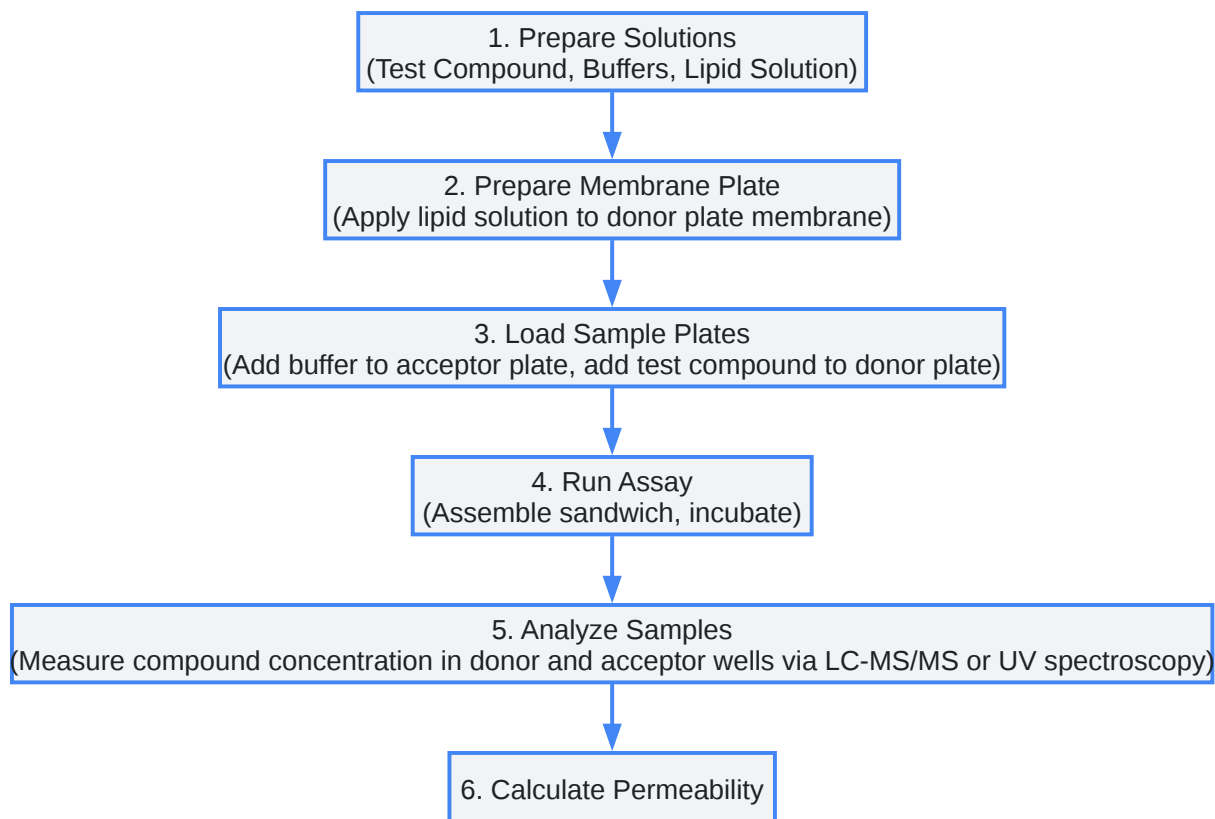 1. Prepare Solutions
(Test Compound, Buffers, Lipid Solution)
2. Prepare Membrane Plate
(Apply lipid solution to donor plate membrane)
3. Load Sample Plates
(Add buffer to acceptor plate, add test compound to donor plate)
4. Run Assay
(Assemble sandwich, incubate)
5. Analyze Samples
(Measure compound concentration in donor and acceptor wells via LC-MS/MS or UV spectroscopy)
6. Calculate Permeability